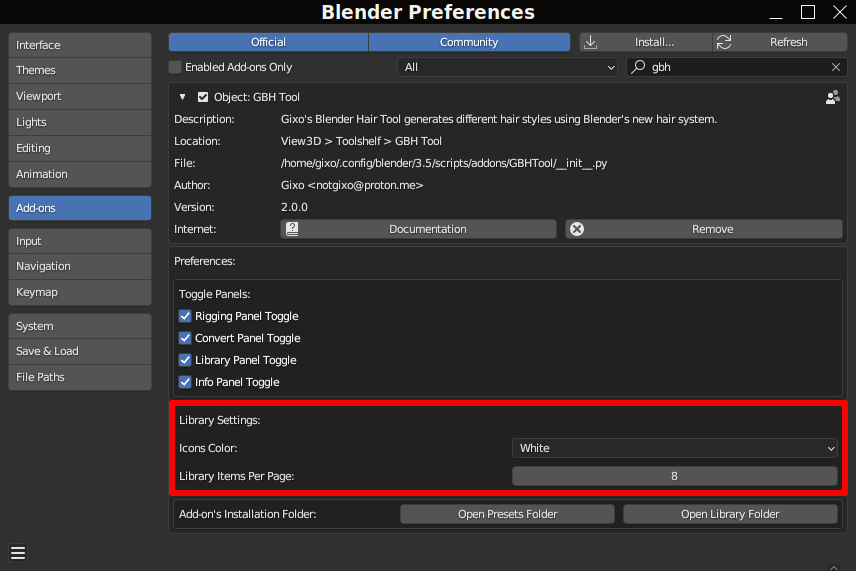 Blender Preferences
Interface
Themes
Viewport
Lights
Editing
Animation
Add-ons
Input
Navigation
Keymap
System
Save & Load
File Paths
Official Community Install... Refresh
Enabled Add-ons Only All gbh
Object: GBH Tool
Description: Gixo's Blender Hair Tool generates different hair styles using Blender's new hair system.
Location: View3D > Toolshelf > GBH Tool
File: /home/gixo/.config/blender/3.5/scripts/addons/GBHTool/__init__.py
Author: Gixo <notgixo@proton.me>
Version: 2.0.0
Internet: Documentation Remove
Preferences:
Toggle Panels:
Rigging Panel Toggle
Convert Panel Toggle
Library Panel Toggle
Info Panel Toggle
Library Settings:
Icons Color: White
Library Items Per Page: 8
Add-on's Installation Folder: Open Presets Folder Open Library Folder